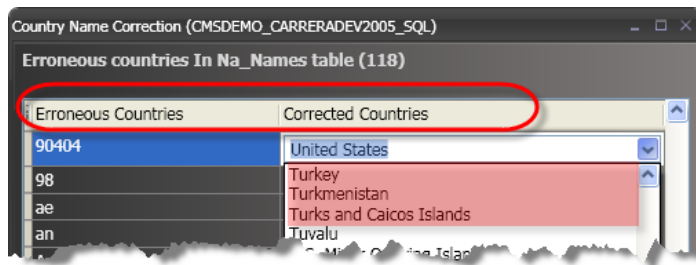 Country Name Correction (CMSDEMO_CARRERADEV2005_SQL)
Erroneous countries In Na_Names table (118)
Erroneous Countries Corrected Countries
90404 United States
98 Turkey
Turkmenistan
ae Turks and Caicos Islands
an Tuvalu